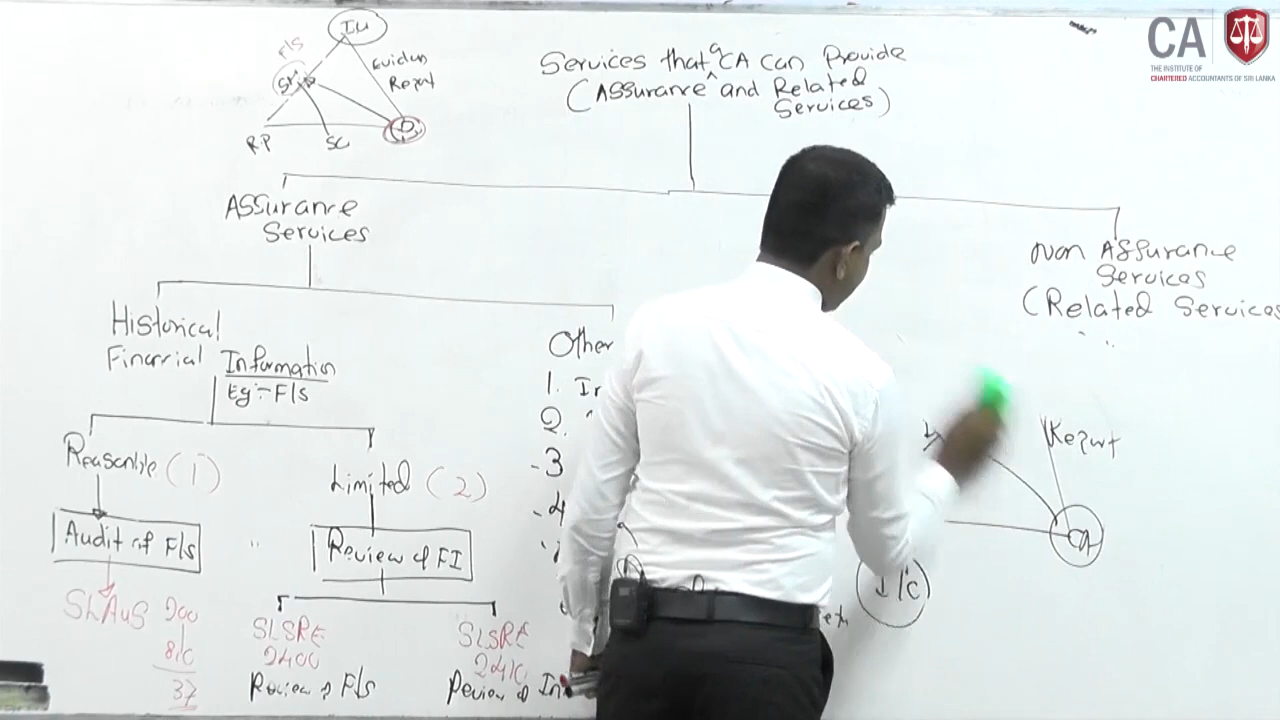 IU
F/s
Eviden
Report
R.P
SC
Services that a CA can Provide
(Assurance and Related
Services)
CA
THE INSTITUTE OF
CHARTERED ACCOUNTANTS OF SRI LANKA
Assurance
Services
Non Assurance
Services
(Related Services
Historical
Financial Information
Eg:- F/s
Other
1.
2.
-3
-4
Reasonable (1)
Limited (2)
Audit of F/s
Review of FI
Report
CA
SLAuS 200
810
37
SLSRE
2400
Review of F/s
SLSRE
2410
Review of In